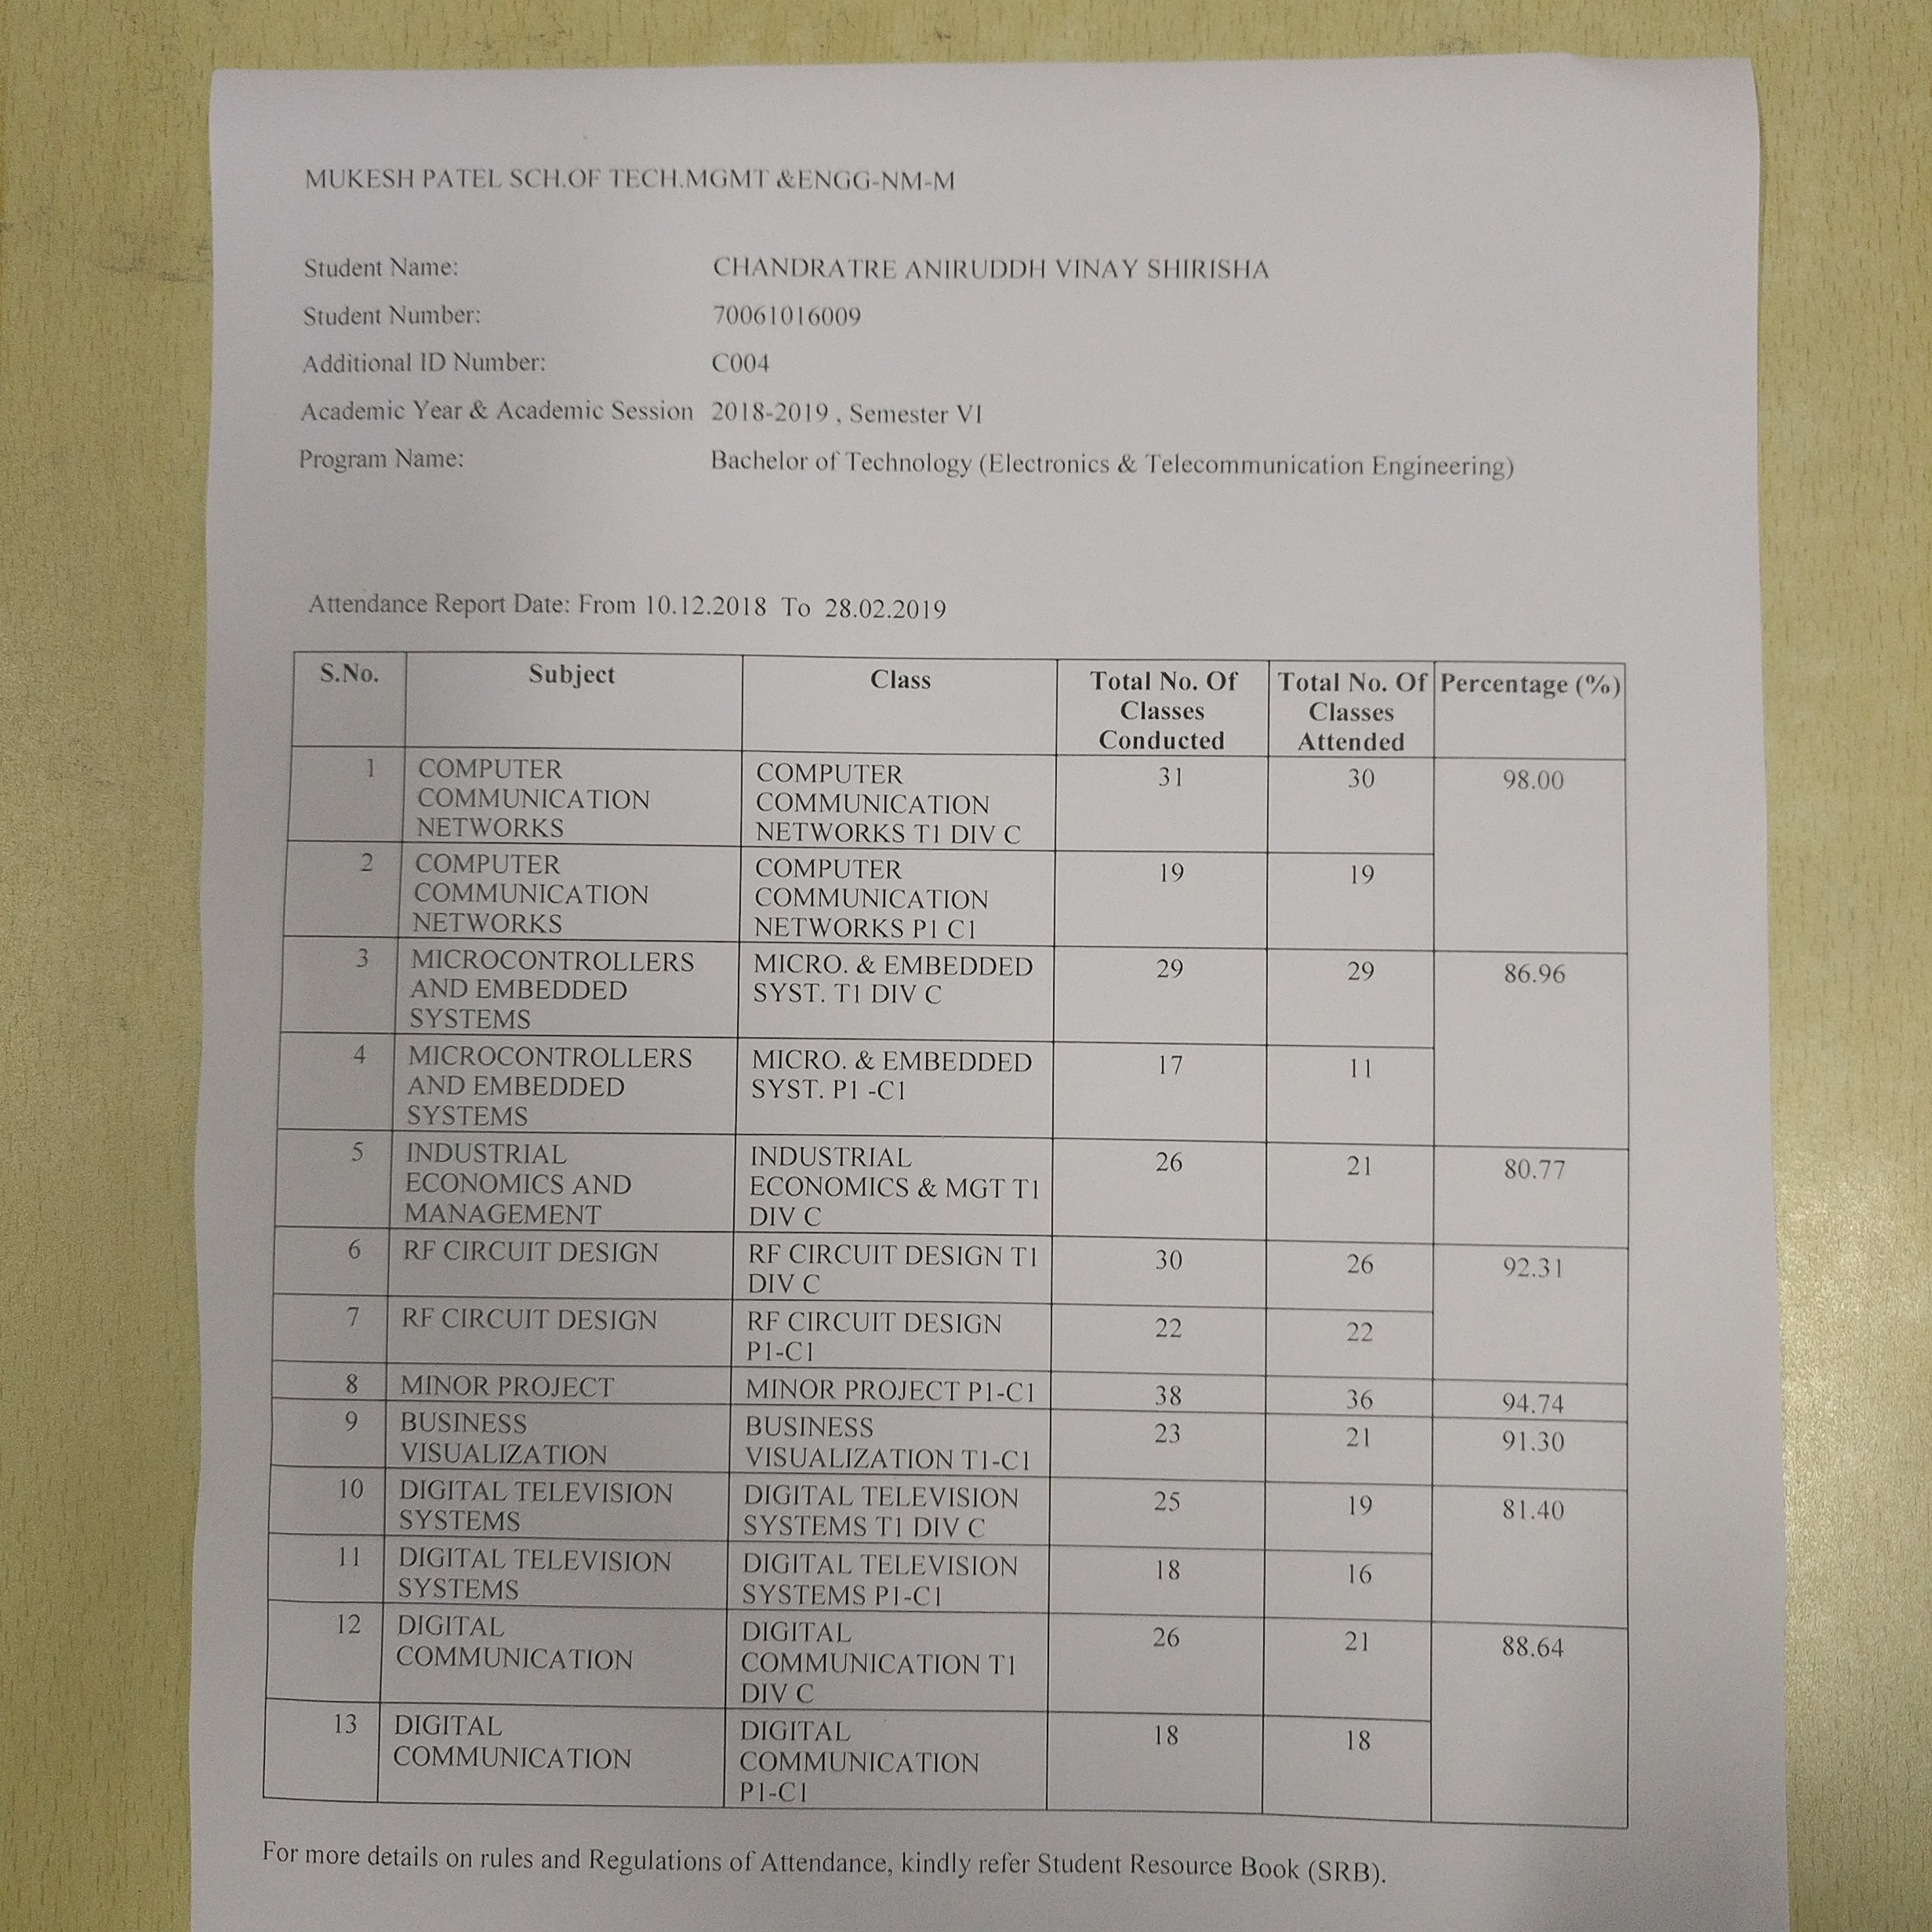 MUKESH PATEL SCH.OF TECH.MGMT &ENGG-NM-M
Student Name: CHANDRATRE ANIRUDDH VINAY SHIRISHA
Student Number: 70061016009
Additional ID Number: C004
Academic Year & Academic Session 2018-2019 , Semester VI
Program Name: Bachelor of Technology (Electronics & Telecommunication Engineering)
Attendance Report Date: From 10.12.2018 To 28.02.2019
S.No. Subject Class Total No. Of Total No. Of Percentage (%)
Classes Classes
Conducted Attended
1 COMPUTER COMPUTER 31 30 98.00
COMMUNICATION COMMUNICATION
NETWORKS NETWORKS T1 DIV C
2 COMPUTER COMPUTER 19 19
COMMUNICATION COMMUNICATION
NETWORKS NETWORKS P1 C1
3 MICROCONTROLLERS MICRO. & EMBEDDED 29 29 86.96
AND EMBEDDED SYST. T1 DIV C
SYSTEMS
4 MICROCONTROLLERS MICRO. & EMBEDDED 17 11
AND EMBEDDED SYST. P1 -C1
SYSTEMS
5 INDUSTRIAL INDUSTRIAL 26 21 80.77
ECONOMICS AND ECONOMICS & MGT T1
MANAGEMENT DIV C
6 RF CIRCUIT DESIGN RF CIRCUIT DESIGN T1 30 26 92.31
DIV C
7 RF CIRCUIT DESIGN RF CIRCUIT DESIGN 22 22
P1-C1
8 MINOR PROJECT MINOR PROJECT P1-C1 38 36 94.74
9 BUSINESS BUSINESS 23 21 91.30
VISUALIZATION VISUALIZATION T1-C1
10 DIGITAL TELEVISION DIGITAL TELEVISION 25 19 81.40
SYSTEMS SYSTEMS T1 DIV C
11 DIGITAL TELEVISION DIGITAL TELEVISION 18 16
SYSTEMS SYSTEMS P1-C1
12 DIGITAL DIGITAL 26 21 88.64
COMMUNICATION COMMUNICATION T1
DIV C
13 DIGITAL DIGITAL 18 18
COMMUNICATION COMMUNICATION
P1-C1
For more details on rules and Regulations of Attendance, kindly refer Student Resource Book (SRB).